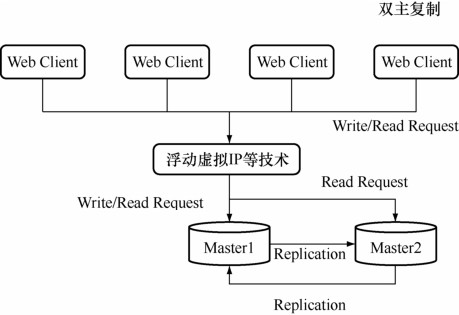 双主复制
Web Client
Web Client
Web Client
Web Client
Write/Read Request
浮动虚拟IP等技术
Read Request
Write/Read Request
Master1
Replication
Master2
Replication